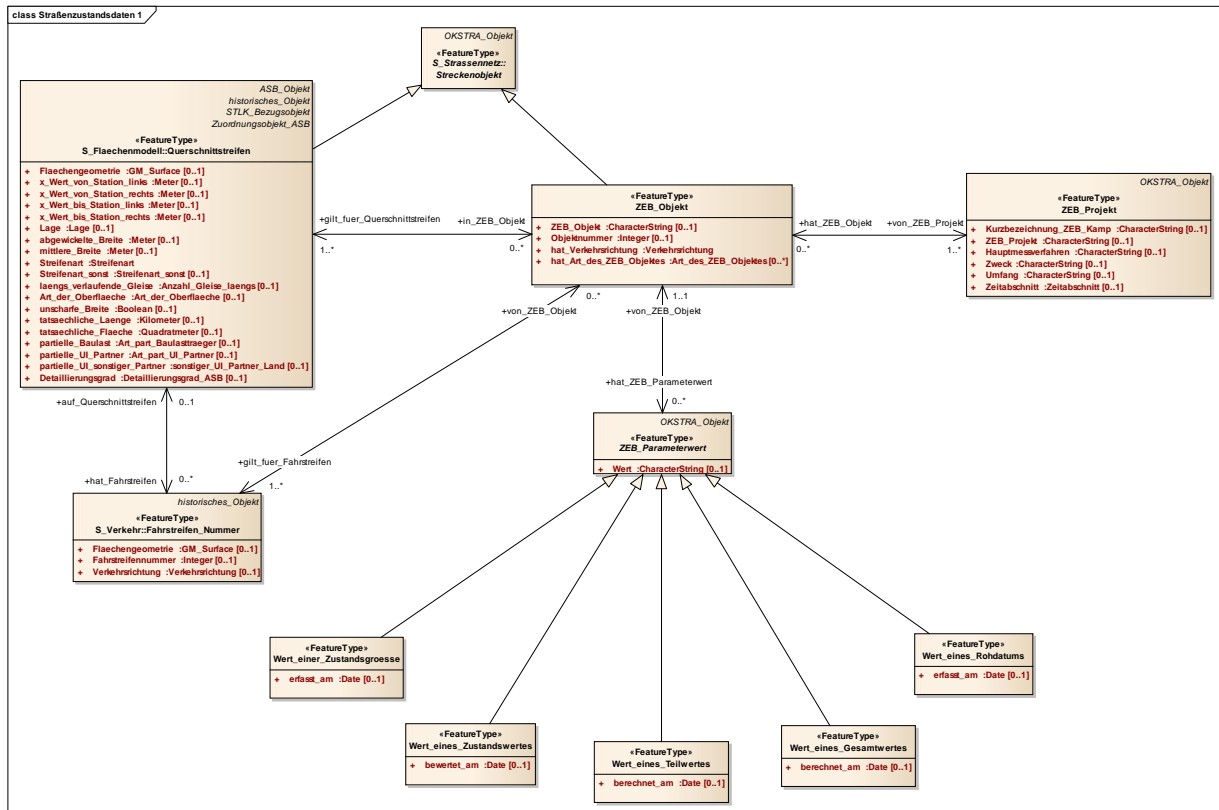 class Straßenzustandsdaten 1
OKSTRA_Objekt
«FeatureType»
S_Strassennetz::
Streckenobjekt
ASB_Objekt
historisches_Objekt
STLK_Bezugsobjekt
Zuordnungsobjekt_ASB
«FeatureType»
S_Flaechenmodell::Querschnittstreifen
+ Flaechengeometrie :GM_Surface [0..1]
+ x_Wert_von_Station_links :Meter [0..1]
+ x_Wert_von_Station_rechts :Meter [0..1]
+ x_Wert_bis_Station_links :Meter [0..1]
+ x_Wert_bis_Station_rechts :Meter [0..1]
+ Lage :Lage [0..1]
+ abgewickelte_Breite :Meter [0..1]
+ mittlere_Breite :Meter [0..1]
+ Streifenart :Streifenart
+ Streifenart_sonst :Streifenart_sonst [0..1]
+ laengs_verlaufende_Gleise :Anzahl_Gleise_laengs [0..1]
+ Art_der_Oberflaeche :Art_der_Oberflaeche [0..1]
+ unscharfe_Breite :Boolean [0..1]
+ tatsaechliche_Laenge :Kilometer [0..1]
+ tatsaechliche_Flaeche :Quadratmeter [0..1]
+ partielle_Baulast :Art_part_Baulasttraeger [0..1]
+ partielle_UI_Partner :Art_part_UI_Partner [0..1]
+ partielle_UI_sonstiger_Partner :sonstiger_UI_Partner_Land [0..1]
+ Detaillierungsgrad :Detaillierungsgrad_ASB [0..1]
+gilt_fuer_Querschnittstreifen
1..*
+in_ZEB_Objekt
0..*
«FeatureType»
ZEB_Objekt
+ ZEB_Objekt :CharacterString [0..1]
+ Objektnummer :Integer [0..1]
+ hat_Verkehrsrichtung :Verkehrsrichtung
+ hat_Art_des_ZEB_Objektes :Art_des_ZEB_Objektes [0..*]
+hat_ZEB_Objekt
0..*
+von_ZEB_Projekt
1..*
OKSTRA_Objekt
«FeatureType»
ZEB_Projekt
+ Kurzbezeichnung_ZEB_Kamp :CharacterString [0..1]
+ ZEB_Projekt :CharacterString [0..1]
+ Hauptmessverfahren :CharacterString [0..1]
+ Zweck :CharacterString [0..1]
+ Umfang :CharacterString [0..1]
+ Zeitabschnitt :Zeitabschnitt [0..1]
0..*
+von_ZEB_Objekt
1..1
+von_ZEB_Objekt
+hat_ZEB_Parameterwert
0..*
+auf_Querschnittstreifen
0..1
+hat_Fahrstreifen
0..*
+gilt_fuer_Fahrstreifen
1..*
OKSTRA_Objekt
«FeatureType»
ZEB_Parameterwert
+ Wert :CharacterString [0..1]
historisches_Objekt
«FeatureType»
S_Verkehr::Fahrstreifen_Nummer
+ Flaechengeometrie :GM_Surface [0..1]
+ Fahrstreifennummer :Integer [0..1]
+ Verkehrsrichtung :Verkehrsrichtung [0..1]
«FeatureType»
Wert_einer_Zustandsgroesse
+ erfasst_am :Date [0..1]
«FeatureType»
Wert_eines_Zustandswertes
+ bewertet_am :Date [0..1]
«FeatureType»
Wert_eines_Teilwertes
+ berechnet_am :Date [0..1]
«FeatureType»
Wert_eines_Gesamtwertes
+ berechnet_am :Date [0..1]
«FeatureType»
Wert_eines_Rohdatums
+ erfasst_am :Date [0..1]